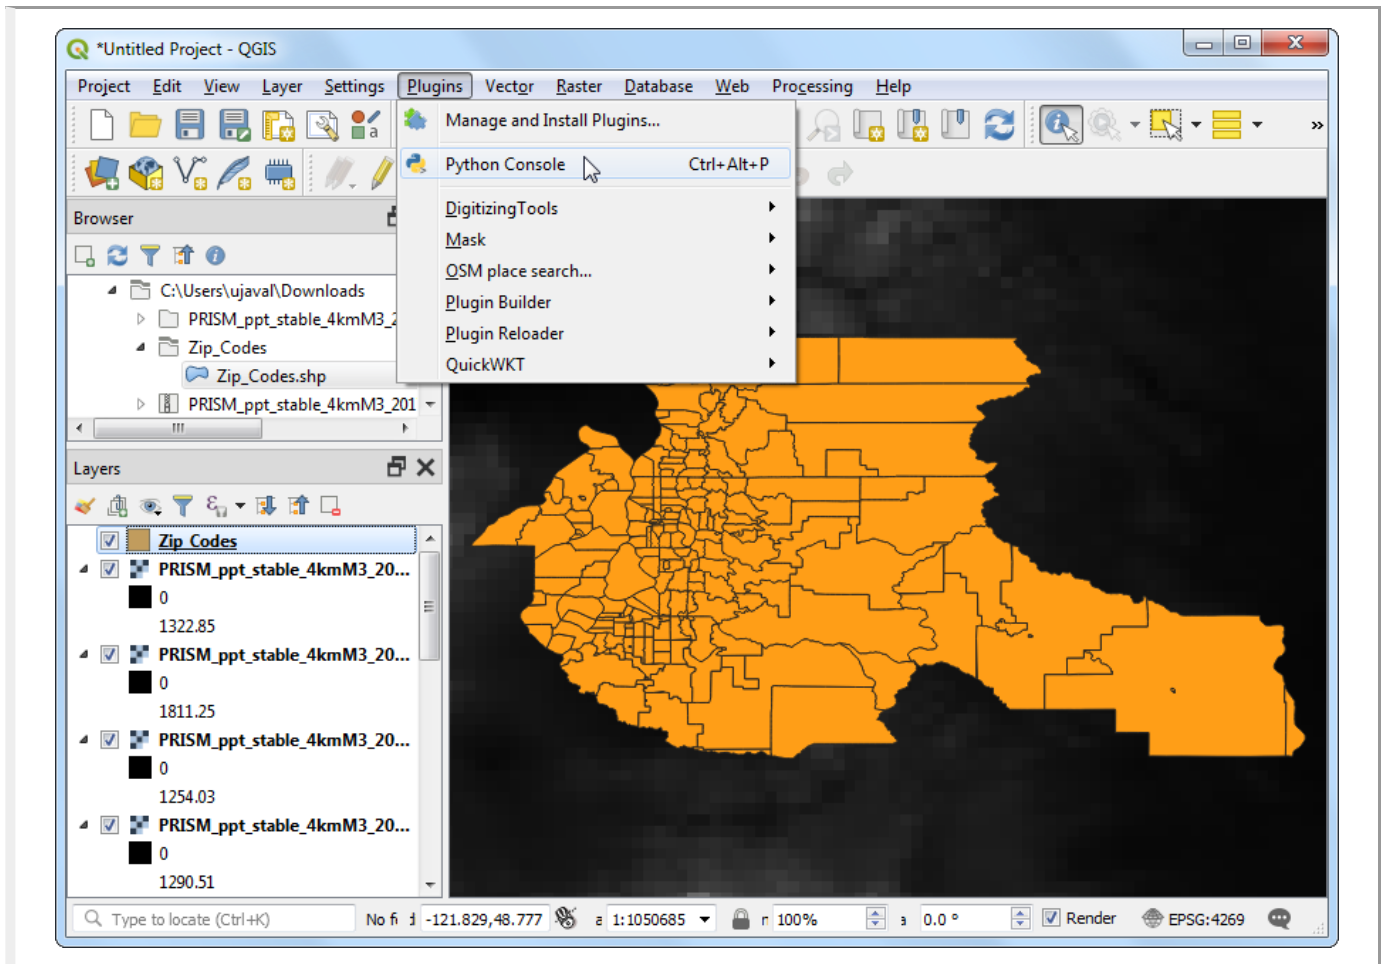 *Untitled Project - QGIS
Project Edit View Layer Settings Plugins Vector Raster Database Web Processing Help
Manage and Install Plugins...
Python Console Ctrl+Alt+P
DigitizingTools
Mask
OSM place search...
Plugin Builder
Plugin Reloader
QuickWKT
Browser
C:\Users\ujaval\Downloads
PRISM_ppt_stable_4kmM3_2
Zip_Codes
Zip_Codes.shp
PRISM_ppt_stable_4kmM3_201
Layers
Zip_Codes
PRISM_ppt_stable_4kmM3_20...
0
1322.85
PRISM_ppt_stable_4kmM3_20...
0
1811.25
PRISM_ppt_stable_4kmM3_20...
0
1254.03
PRISM_ppt_stable_4kmM3_20...
0
1290.51
Type to locate (Ctrl+K) No -121.829,48.777 1:1050685 100% 0.0 ° Render EPSG:4269